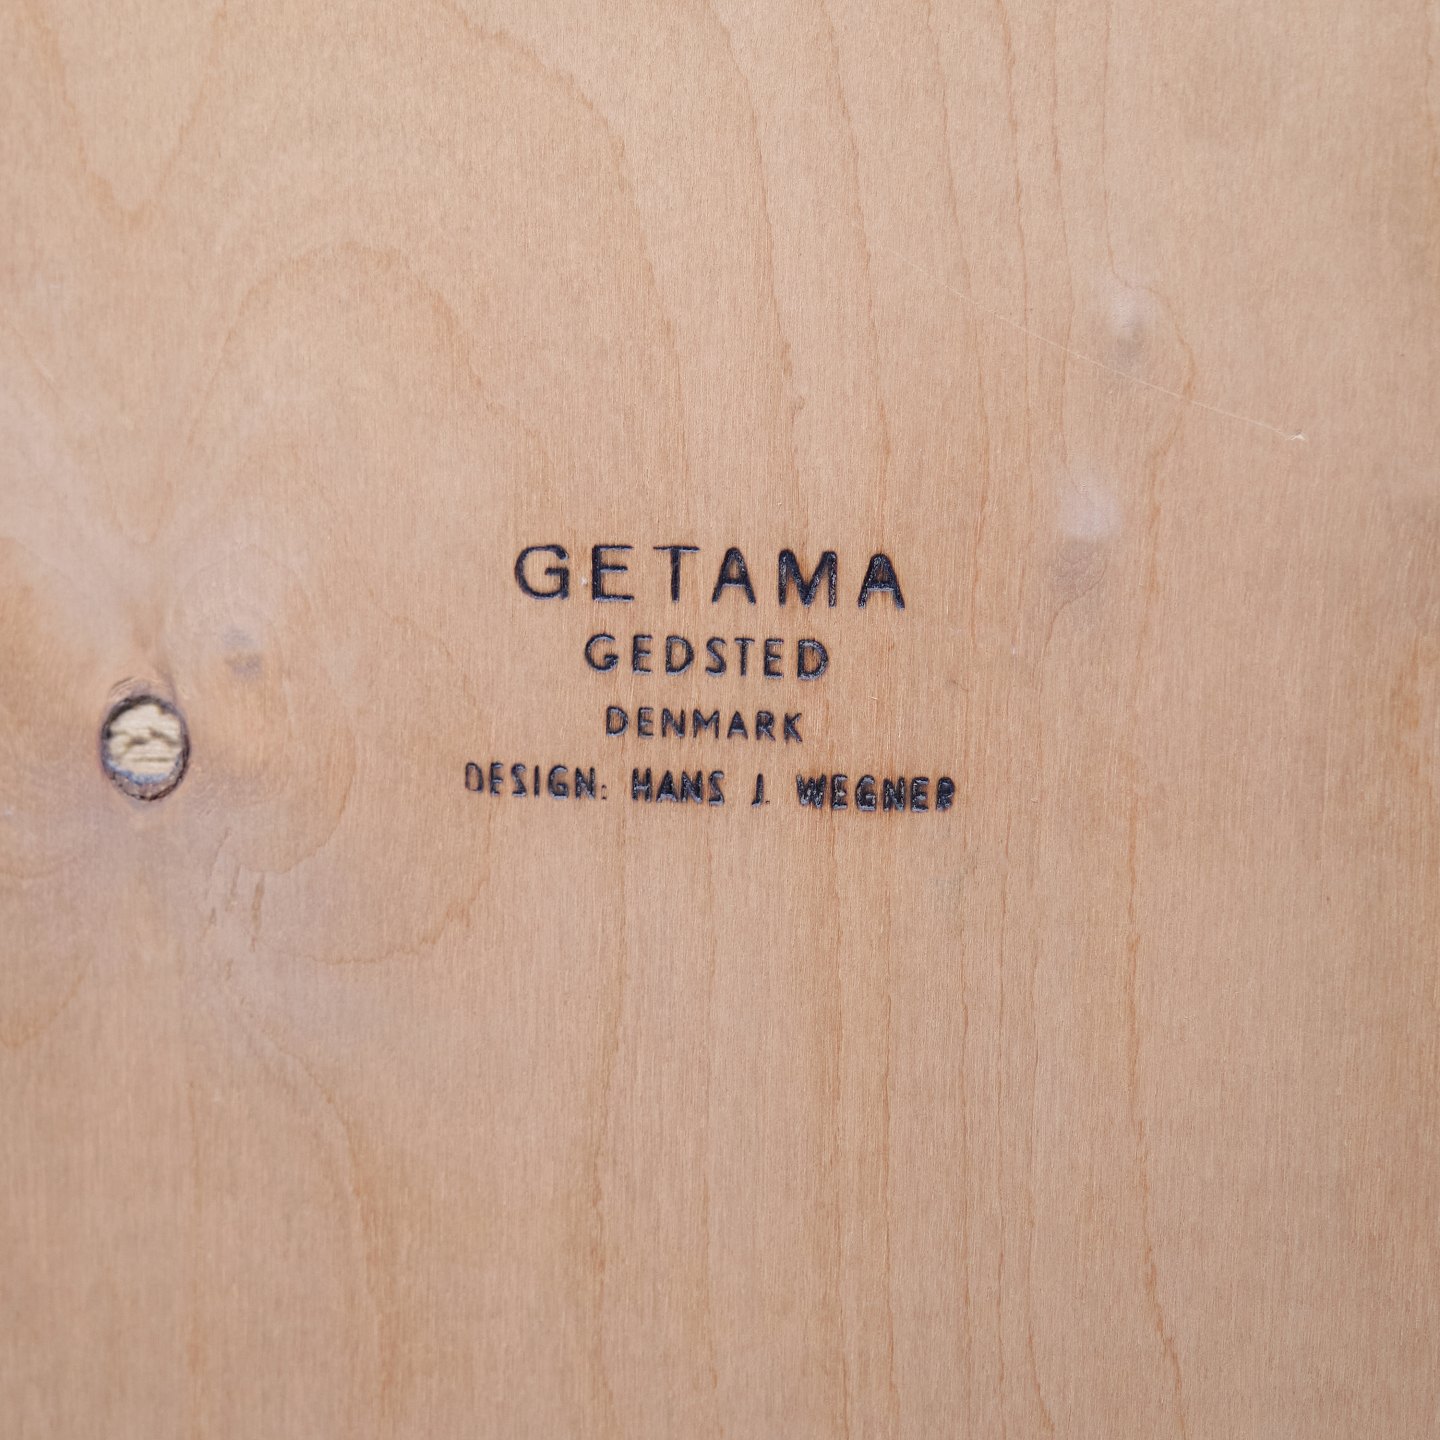 GETAMA
GEDSTED
DENMARK
DESIGN: HANS J. WEGNER